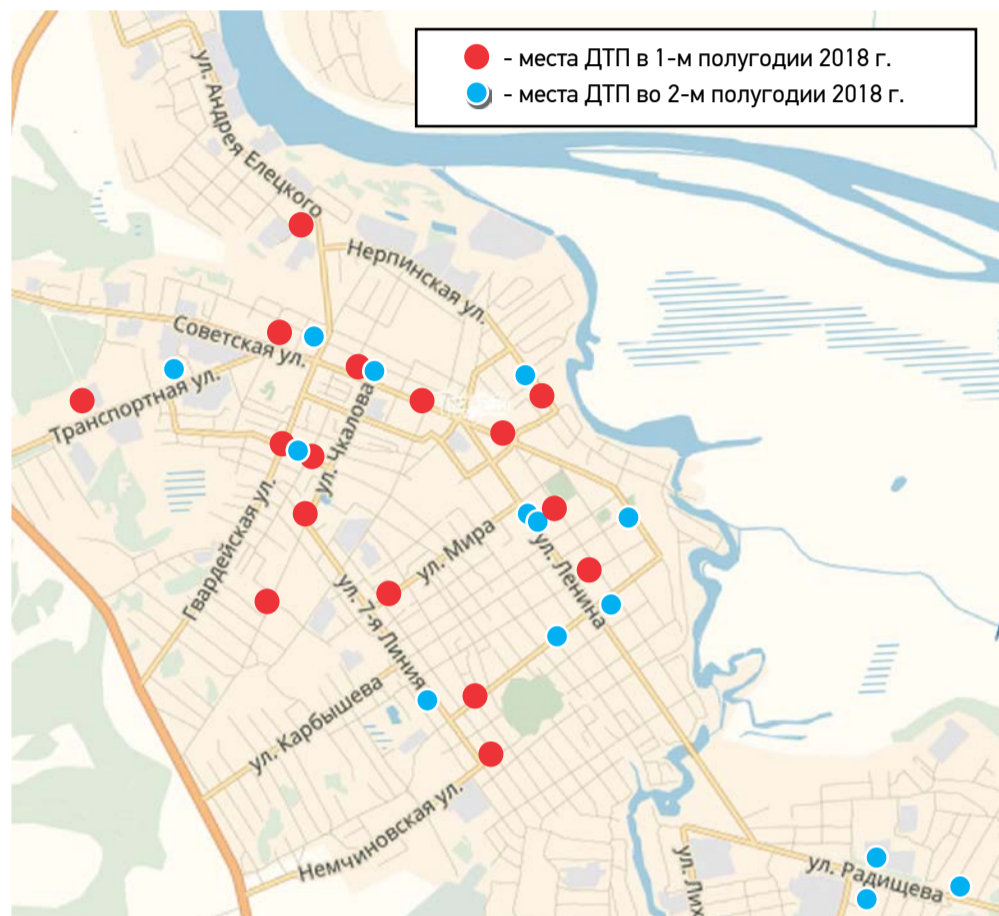 - места ДТП в 1-м полугодии 2018 г.
- места ДТП во 2-м полугодии 2018 г.
ул. Андрея Елецкого
Нерпинская ул.
Советская ул.
Транспортная ул.
ул. Чкалова
Гвардейская ул.
ул. Мира
ул. Ленина
ул. 7-я Линия
ул. Карбышева
Немчиновская ул.
ул. Радищева